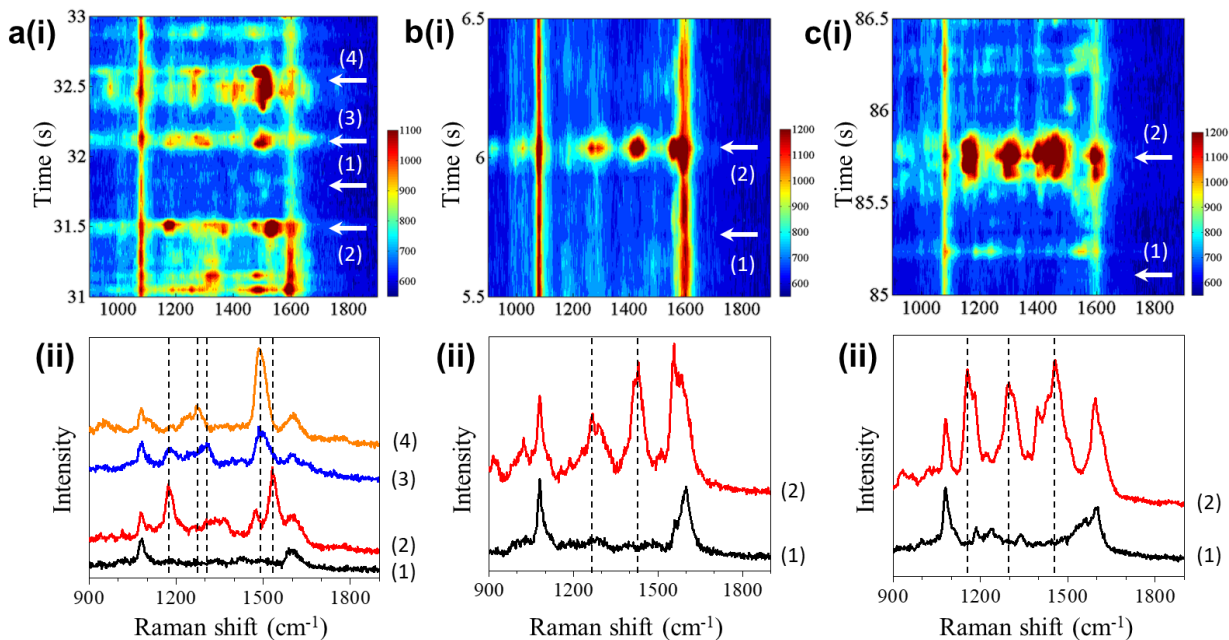 a(i)
Time (s)
33
32.5
32
31.5
31
(4)
(3)
(1)
(2)
1100
1000
900
800
700
600
1000 1200 1400 1600 1800
b(i)
Time (s)
6.5
6
5.5
(2)
(1)
1200
1100
1000
900
800
700
600
1000 1200 1400 1600 1800
c(i)
Time (s)
86.5
86
85.5
85
(2)
(1)
1200
1100
1000
900
800
700
600
1000 1200 1400 1600 1800
(ii)
Intensity
(4)
(3)
(2)
(1)
900 1200 1500 1800
Raman shift (cm⁻¹)
(ii)
Intensity
(2)
(1)
900 1200 1500 1800
Raman shift (cm⁻¹)
(ii)
Intensity
(2)
(1)
900 1200 1500 1800
Raman shift (cm⁻¹)